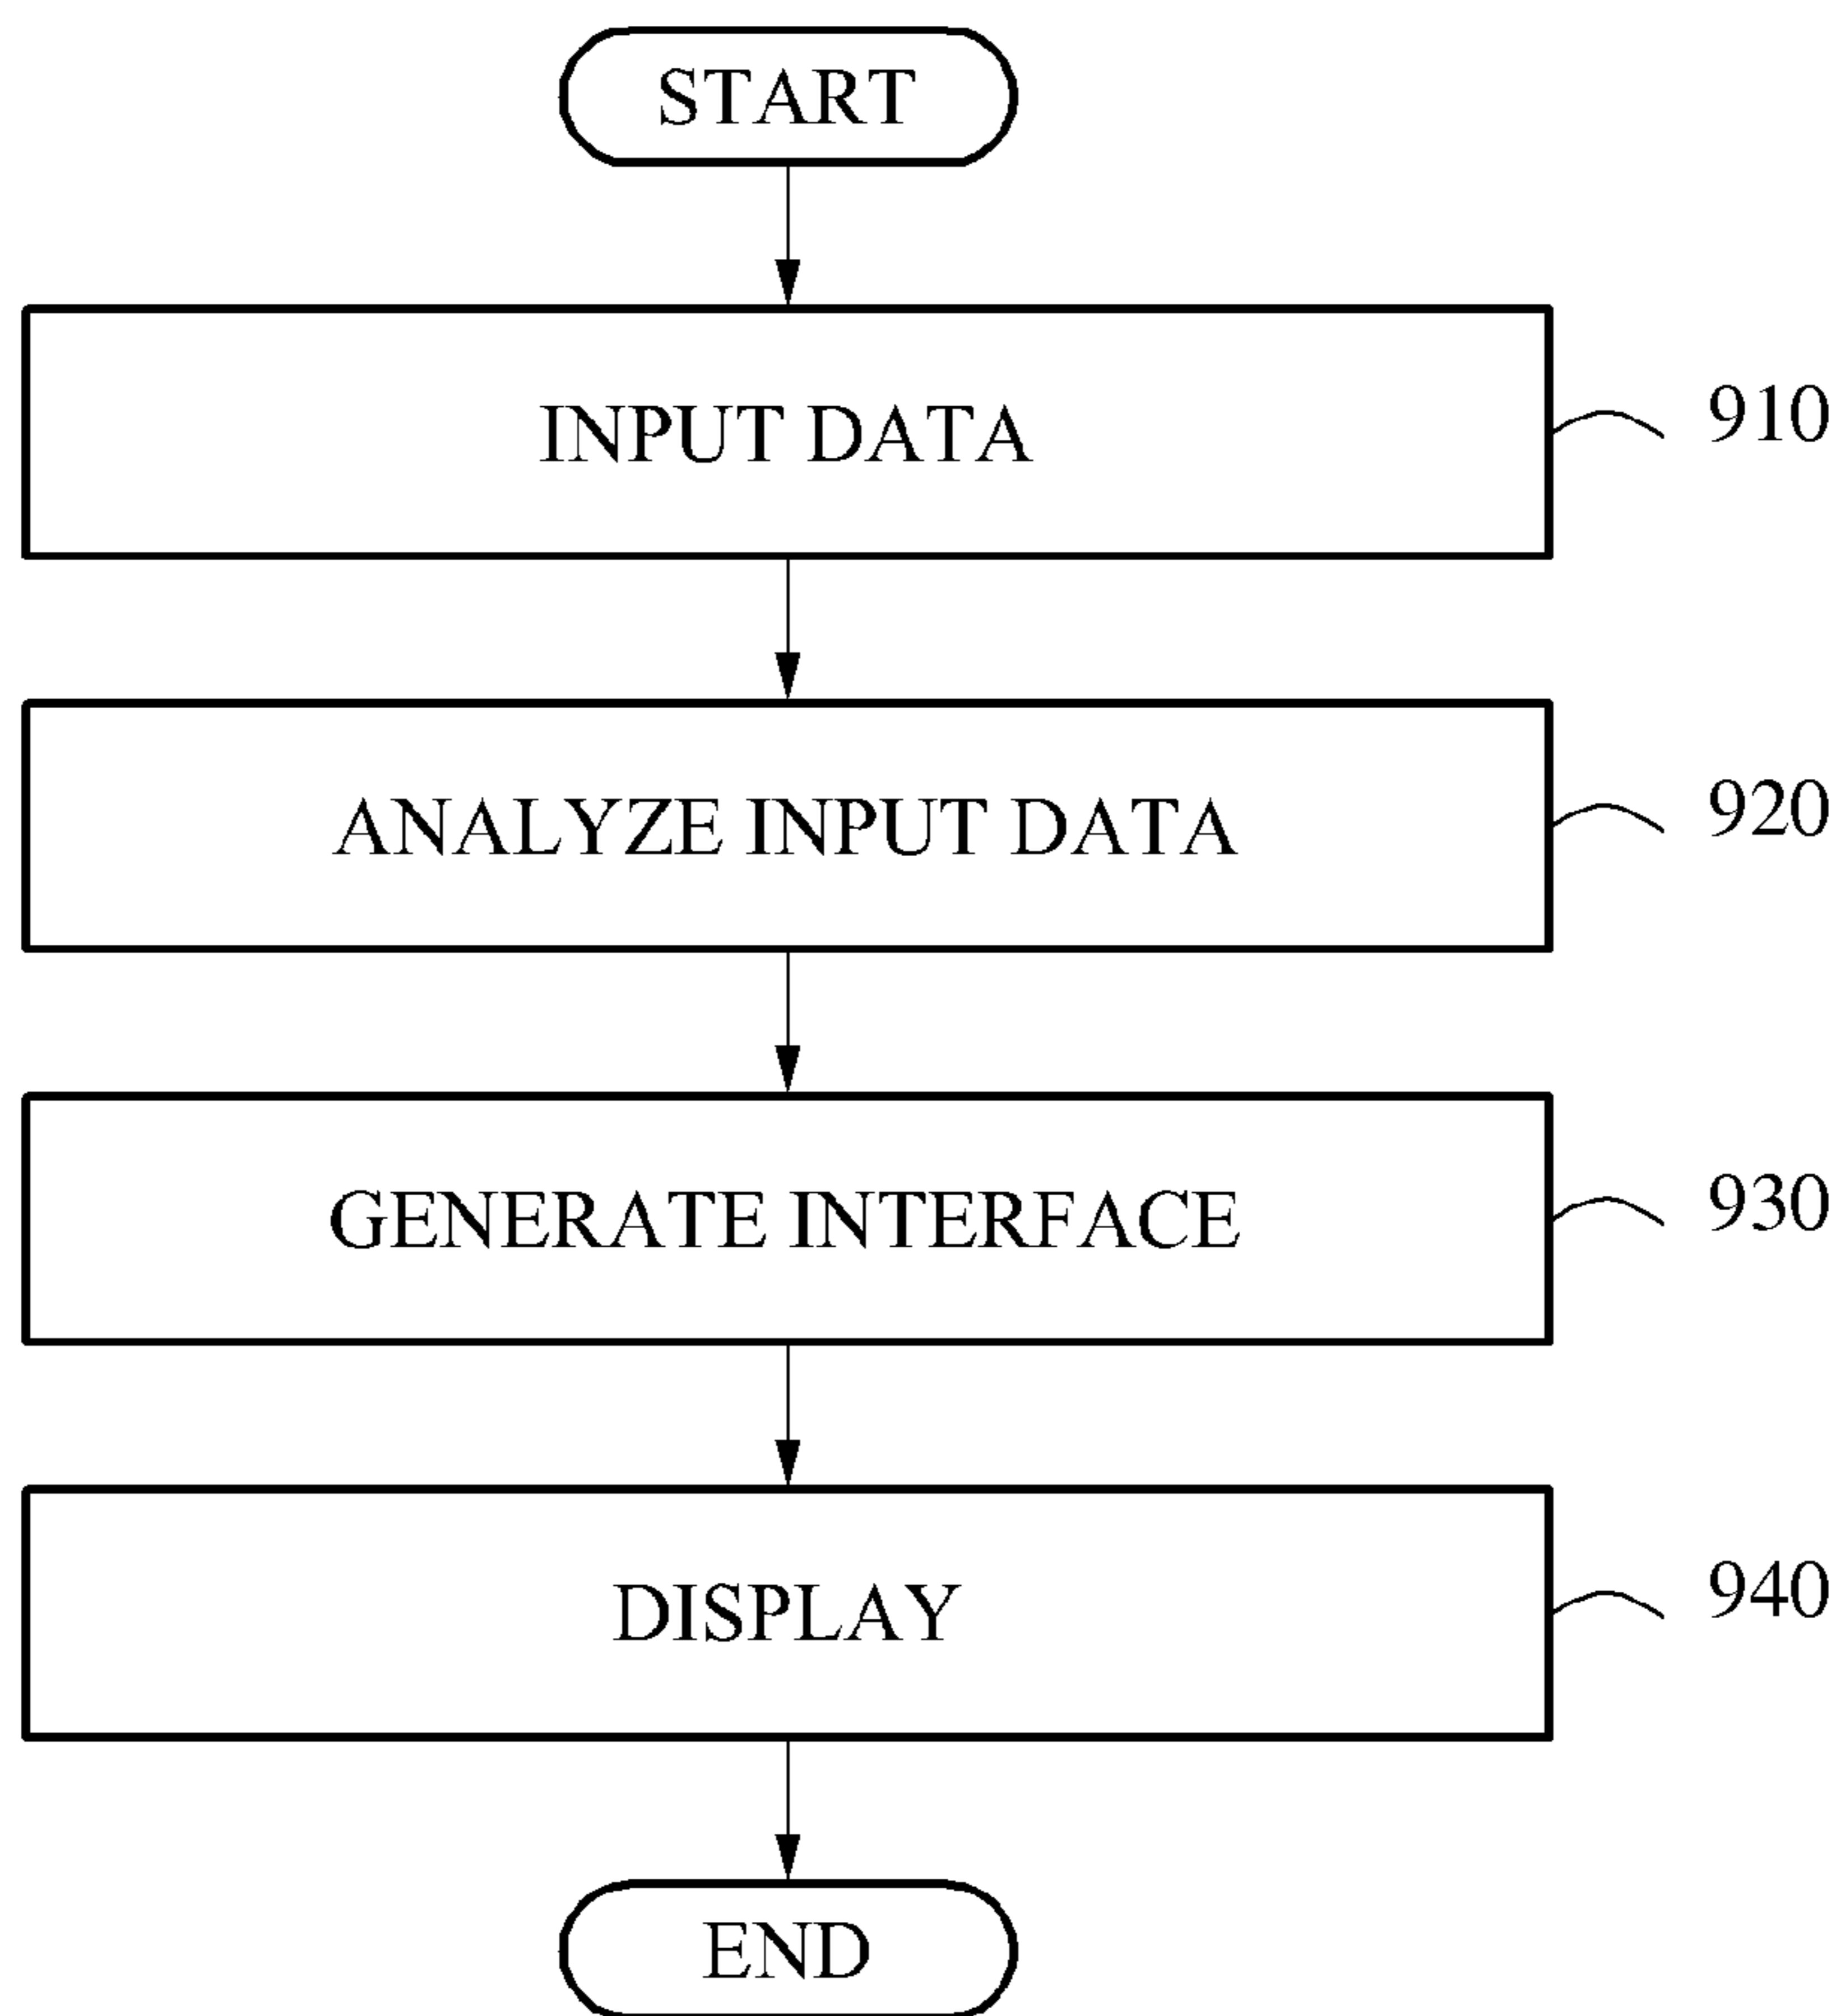 START
INPUT DATA
910
ANALYZE INPUT DATA
920
GENERATE INTERFACE
930
DISPLAY
940
END